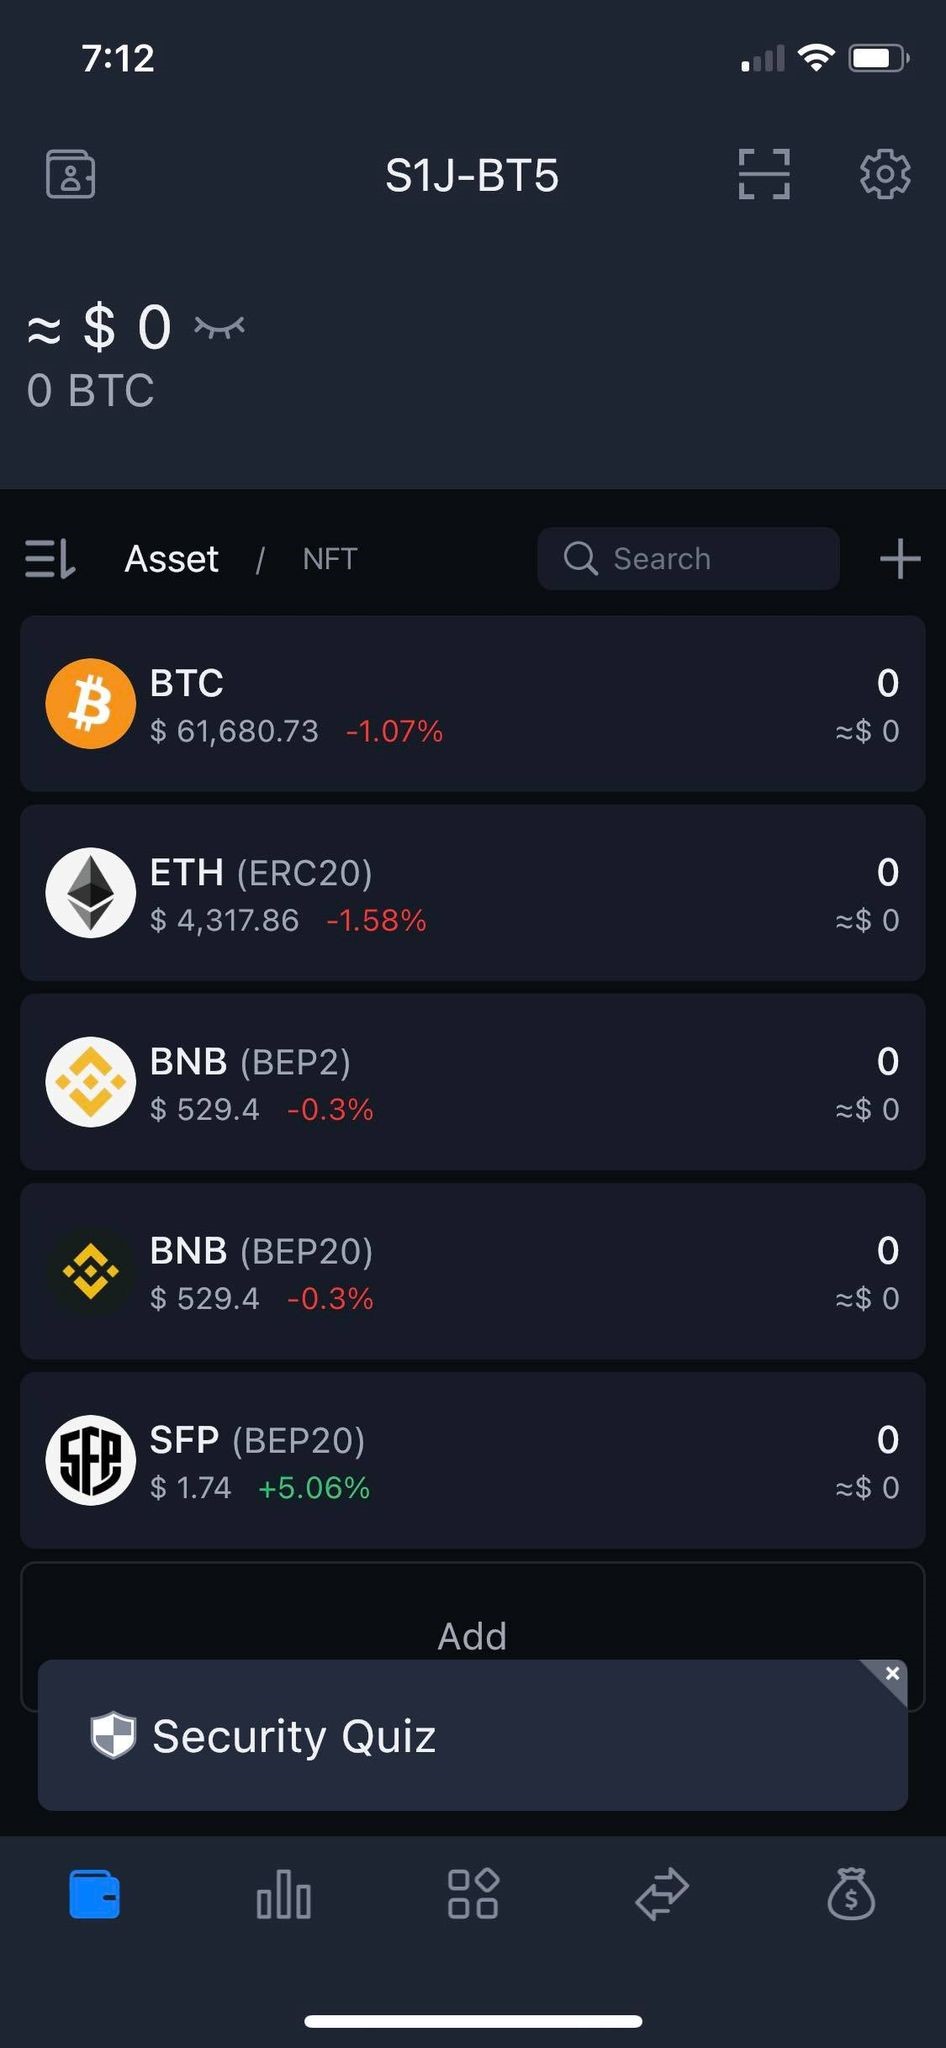 7:12
S1J-BT5
≈ $ 0
0 BTC
Asset / NFT Search
BTC 0
$ 61,680.73 -1.07% ≈$ 0
ETH (ERC20) 0
$ 4,317.86 -1.58% ≈$ 0
BNB (BEP2) 0
$ 529.4 -0.3% ≈$ 0
BNB (BEP20) 0
$ 529.4 -0.3% ≈$ 0
SFP (BEP20) 0
$ 1.74 +5.06% ≈$ 0
Add
Security Quiz